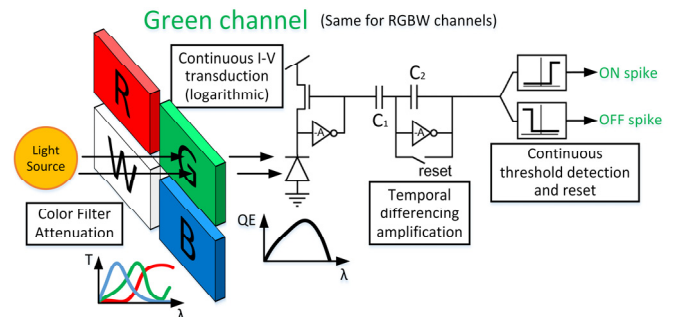 Green channel (Same for RGBW channels)
Continuous I-V
transduction
(logarithmic)
R
W
G
B
Light
Source
Color Filter
Attenuation
T
λ
QE
λ
-A
C1
C2
-A
reset
Temporal
differencing
amplification
ON spike
OFF spike
Continuous
threshold detection
and reset